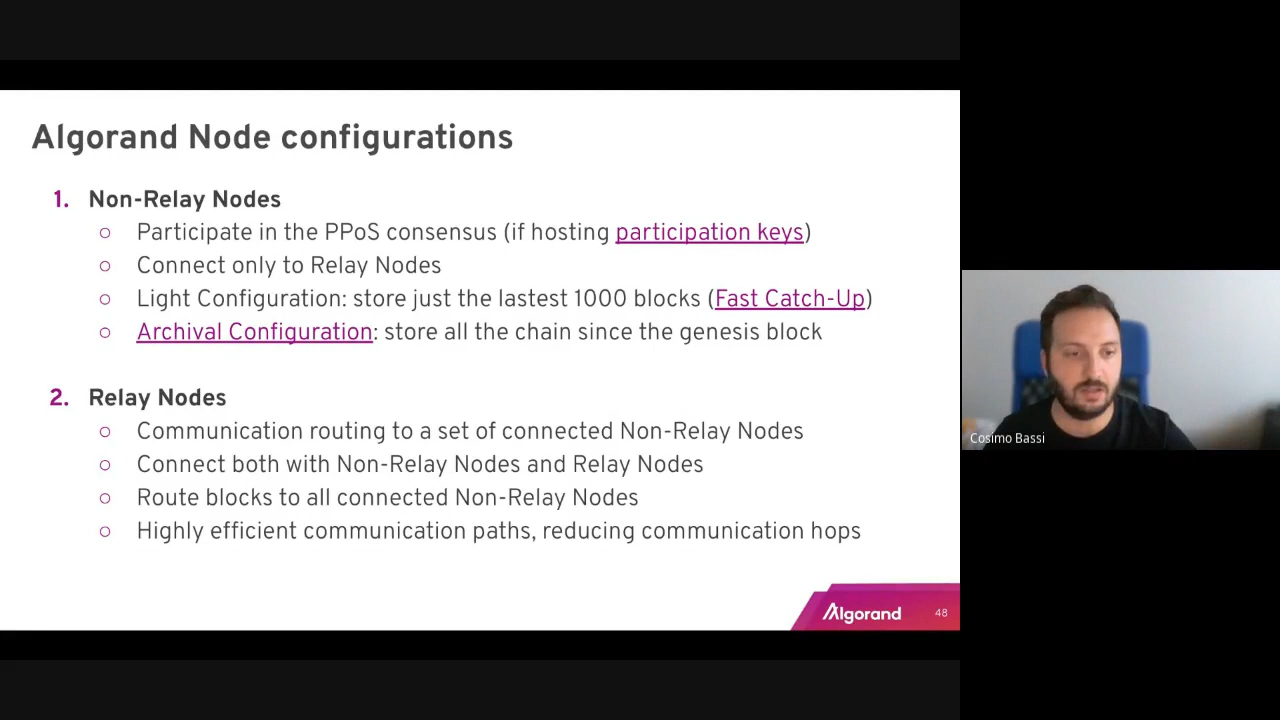 Algorand Node configurations
1. Non-Relay Nodes
○ Participate in the PPoS consensus (if hosting participation keys)
○ Connect only to Relay Nodes
○ Light Configuration: store just the lastest 1000 blocks (Fast Catch-Up)
○ Archival Configuration: store all the chain since the genesis block
2. Relay Nodes
○ Communication routing to a set of connected Non-Relay Nodes
○ Connect both with Non-Relay Nodes and Relay Nodes
○ Route blocks to all connected Non-Relay Nodes
○ Highly efficient communication paths, reducing communication hops
Algorand 48
Cosimo Bassi